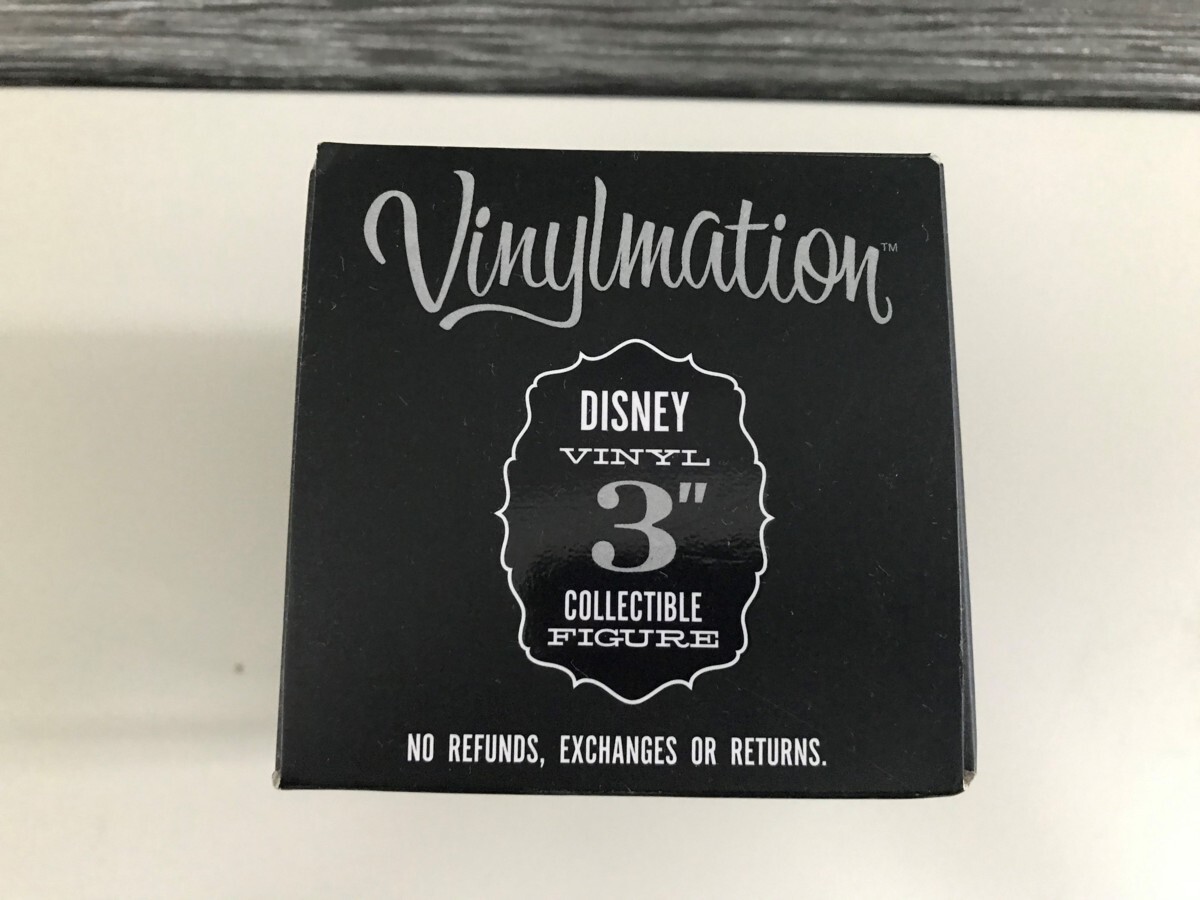 Vinylmation™
DISNEY
VINYL
3"
COLLECTIBLE
FIGURE
NO REFUNDS, EXCHANGES OR RETURNS.